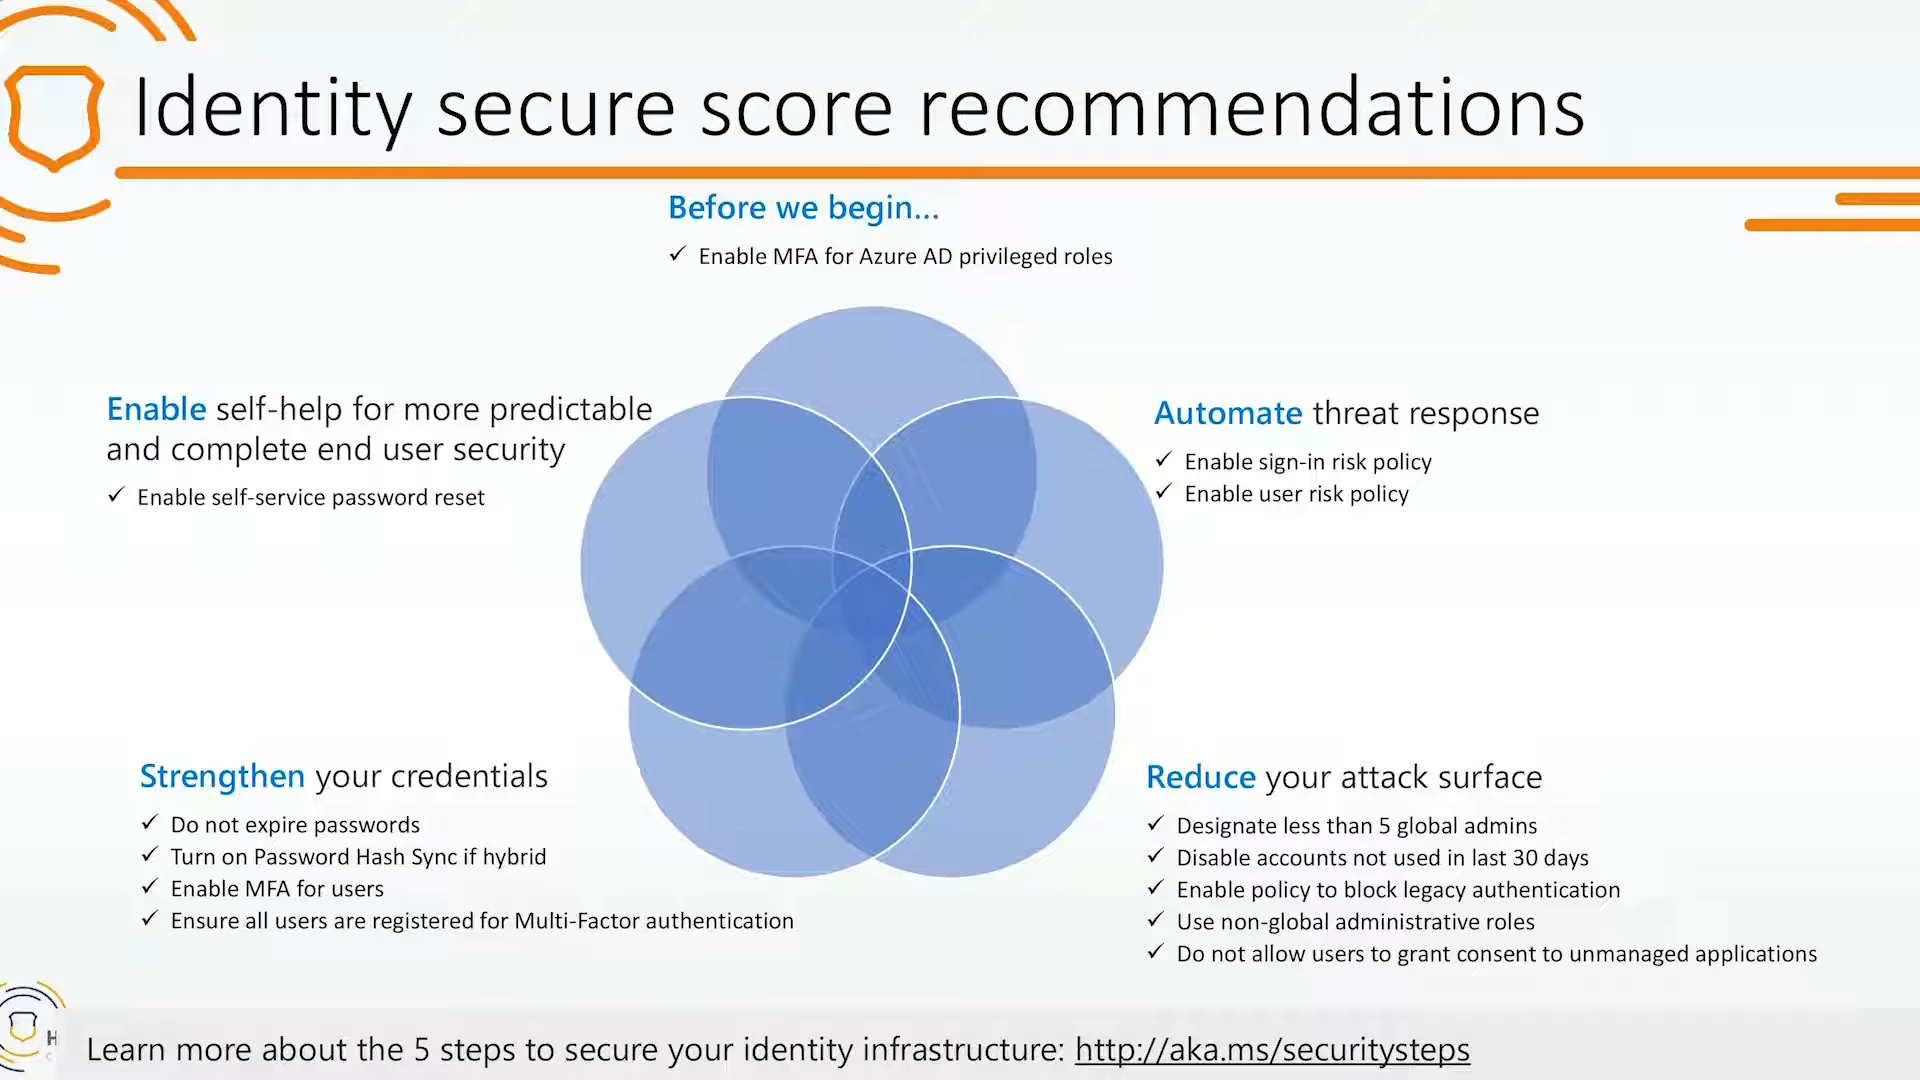 Identity secure score recommendations
Before we begin...
✓ Enable MFA for Azure AD privileged roles
Enable self-help for more predictable
and complete end user security
✓ Enable self-service password reset
Automate threat response
✓ Enable sign-in risk policy
✓ Enable user risk policy
Strengthen your credentials
✓ Do not expire passwords
✓ Turn on Password Hash Sync if hybrid
✓ Enable MFA for users
✓ Ensure all users are registered for Multi-Factor authentication
Reduce your attack surface
✓ Designate less than 5 global admins
✓ Disable accounts not used in last 30 days
✓ Enable policy to block legacy authentication
✓ Use non-global administrative roles
✓ Do not allow users to grant consent to unmanaged applications
Learn more about the 5 steps to secure your identity infrastructure: http://aka.ms/securitysteps